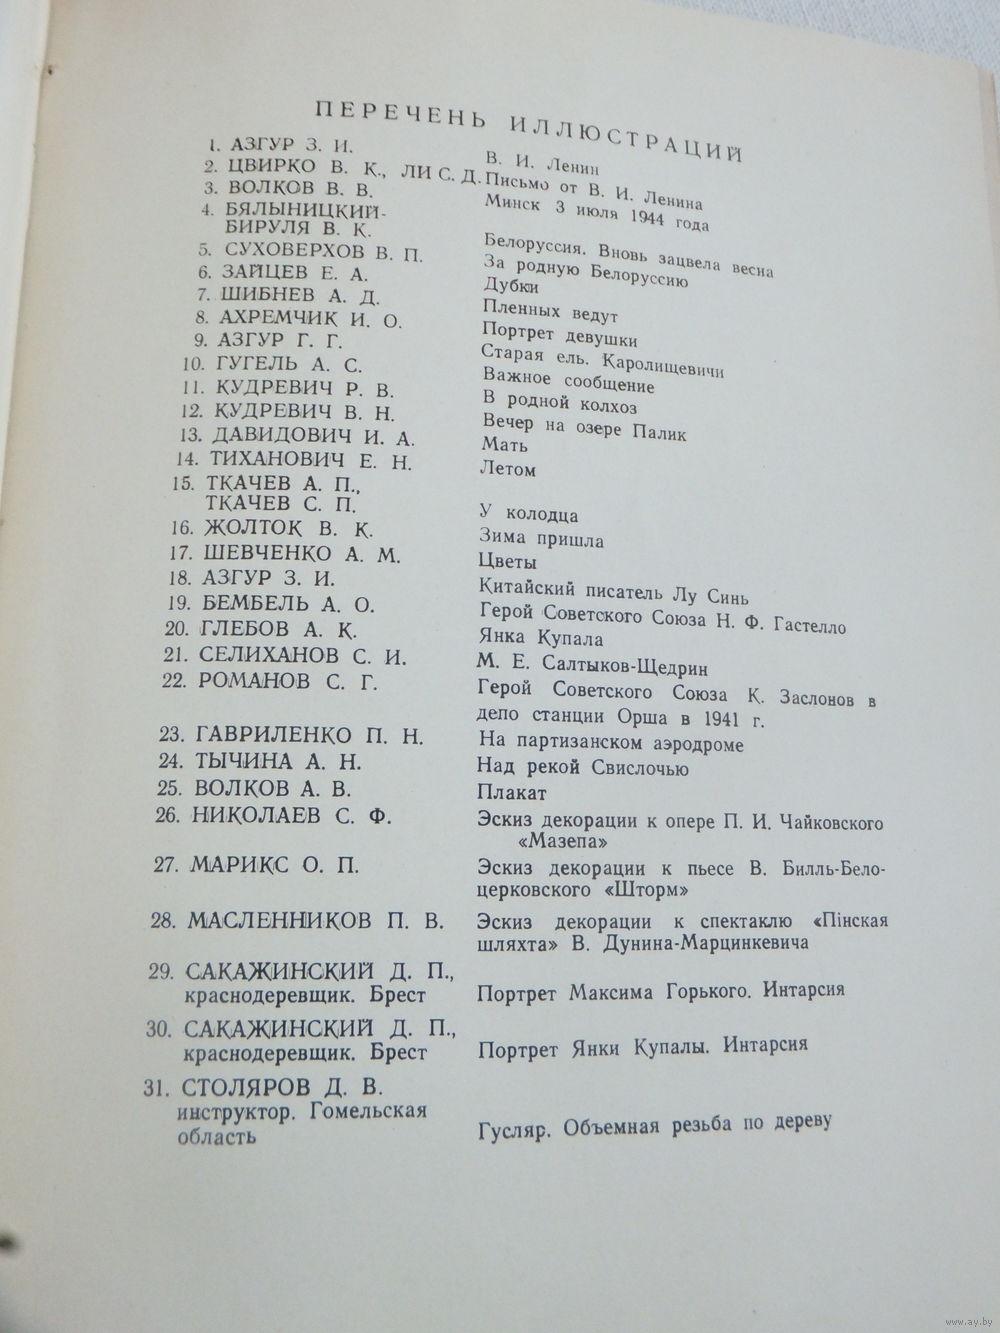 ПЕРЕЧЕНЬ ИЛЛЮСТРАЦИЙ
1. АЗГУР З. И. В. И. Ленин
2. ЦВИРКО В. К., ЛИ С. Д. Письмо от В. И. Ленина
3. ВОЛКОВ В. В. Минск 3 июля 1944 года
4. БЯЛЫНИЦКИЙ-
БИРУЛЯ В. К. Белоруссия. Вновь зацвела весна
5. СУХОВЕРХОВ В. П. За родную Белоруссию
6. ЗАЙЦЕВ Е. А. Дубки
7. ШИБНЕВ А. Д. Пленных ведут
8. АХРЕМЧИК И. О. Портрет девушки
9. АЗГУР Г. Г. Старая ель. Каролищевичи
10. ГУГЕЛЬ А. С. Важное сообщение
11. КУДРЕВИЧ Р. В. В родной колхоз
12. КУДРЕВИЧ В. Н. Вечер на озере Палик
13. ДАВИДОВИЧ И. А. Мать
14. ТИХАНОВИЧ Е. Н. Летом
15. ТКАЧЕВ А. П.,
ТКАЧЕВ С. П. У колодца
16. ЖОЛТОК В. К. Зима пришла
17. ШЕВЧЕНКО А. М. Цветы
18. АЗГУР З. И. Китайский писатель Лу Синь
19. БЕМБЕЛЬ А. О. Герой Советского Союза Н. Ф. Гастелло
20. ГЛЕБОВ А. К. Янка Купала
21. СЕЛИХАНОВ С. И. М. Е. Салтыков-Щедрин
22. РОМАНОВ С. Г. Герой Советского Союза К. Заслонов в
депо станции Орша в 1941 г.
23. ГАВРИЛЕНКО П. Н. На партизанском аэродроме
24. ТЫЧИНА А. Н. Над рекой Свислочью
25. ВОЛКОВ А. В. Плакат
26. НИКОЛАЕВ С. Ф. Эскиз декорации к опере П. И. Чайковского
«Мазепа»
27. МАРИКС О. П. Эскиз декорации к пьесе В. Билль-Бело-
церковского «Шторм»
28. МАСЛЕННИКОВ П. В. Эскиз декорации к спектаклю «Пінская
шляхта» В. Дунина-Марцинкевича
29. САКАЖИНСКИЙ Д. П.,
краснодеревщик. Брест Портрет Максима Горького. Интарсия
30. САКАЖИНСКИЙ Д. П.,
краснодеревщик. Брест Портрет Янки Купалы. Интарсия
31. СТОЛЯРОВ Д. В.
инструктор. Гомельская
область Гусляр. Объемная резьба по дереву
www.ay.by